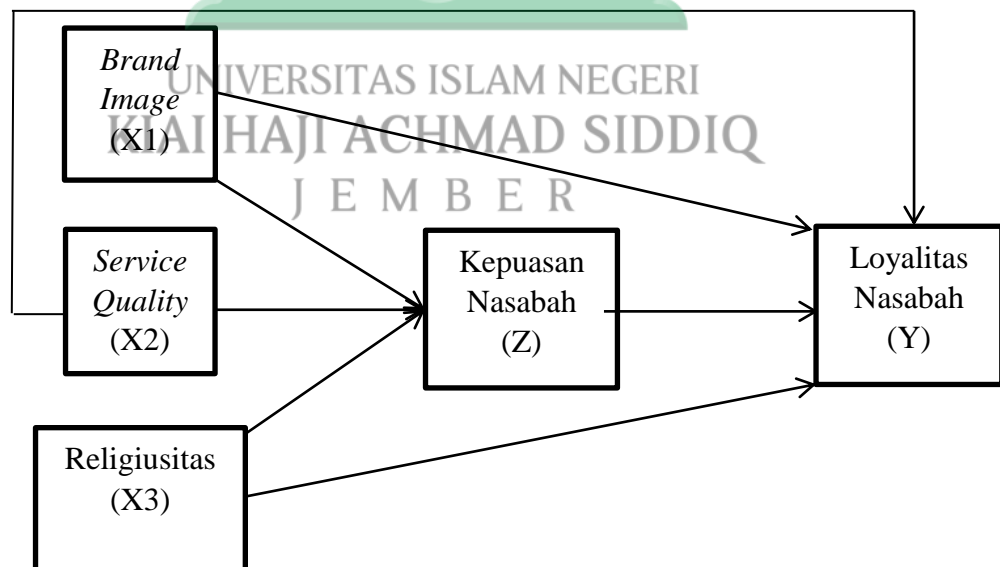 Brand
Image
(X1)
UNIVERSITAS ISLAM NEGERI
KIAI HAJI ACHMAD SIDDIQ
JEMBER
Service
Quality
(X2)
Religiusitas
(X3)
Kepuasan
Nasabah
(Z)
Loyalitas
Nasabah
(Y)